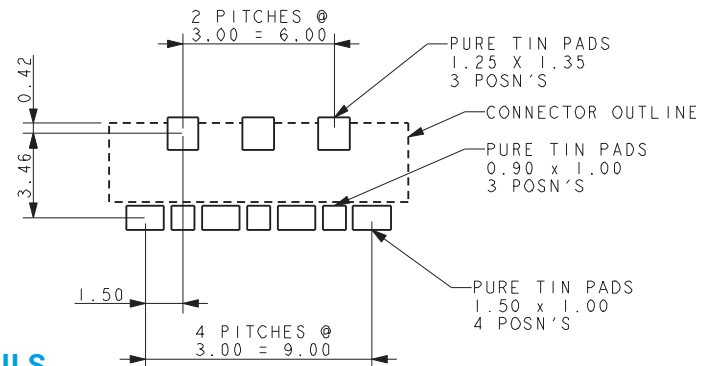 2 PITCHES @
3.00 = 6.00
PURE TIN PADS
1.25 X 1.35
3 POSN'S
0.42
CONNECTOR OUTLINE
PURE TIN PADS
0.90 x 1.00
3 POSN'S
3.46
PURE TIN PADS
1.50 x 1.00
4 POSN'S
1.50
4 PITCHES @
3.00 = 9.00